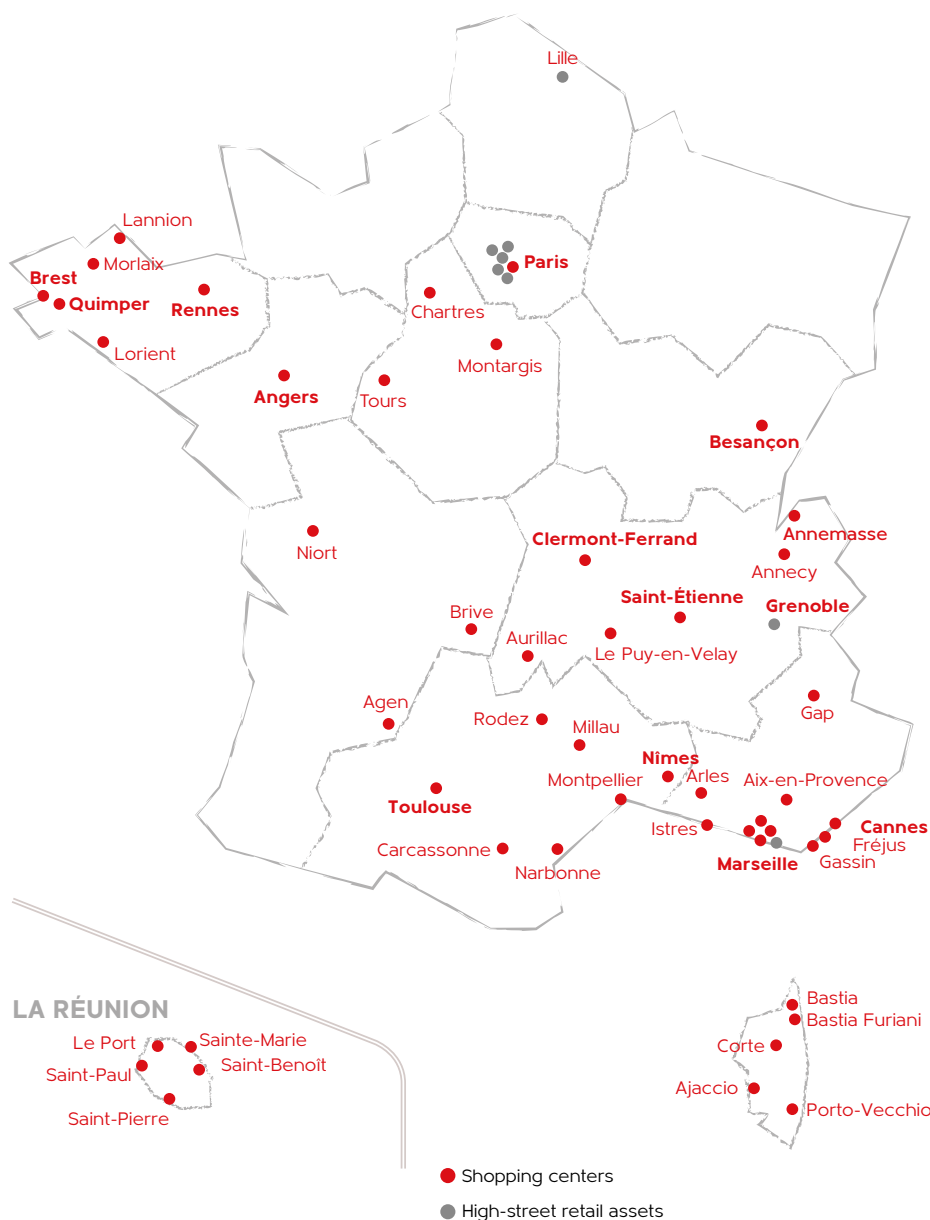 Lille
Lannion
Morlaix
Paris
Brest
Quimper
Rennes
Chartres
Lorient
Montargis
Angers
Tours
Besançon
Annemasse
Clermont-Ferrand
Niort
Annecy
Saint-Étienne
Grenoble
Brive
Aurillac
Le Puy-en-Velay
Agen
Rodez
Gap
Millau
Nîmes
Montpellier
Arles
Aix-en-Provence
Toulouse
Istres
Cannes
Fréjus
Carcassonne
Narbonne
Marseille
Gassin
LA RÉUNION
Le Port
Sainte-Marie
Saint-Paul
Saint-Benoît
Saint-Pierre
Bastia
Bastia Furiani
Corte
Ajaccio
Porto-Vecchio
Shopping centers
High-street retail assets